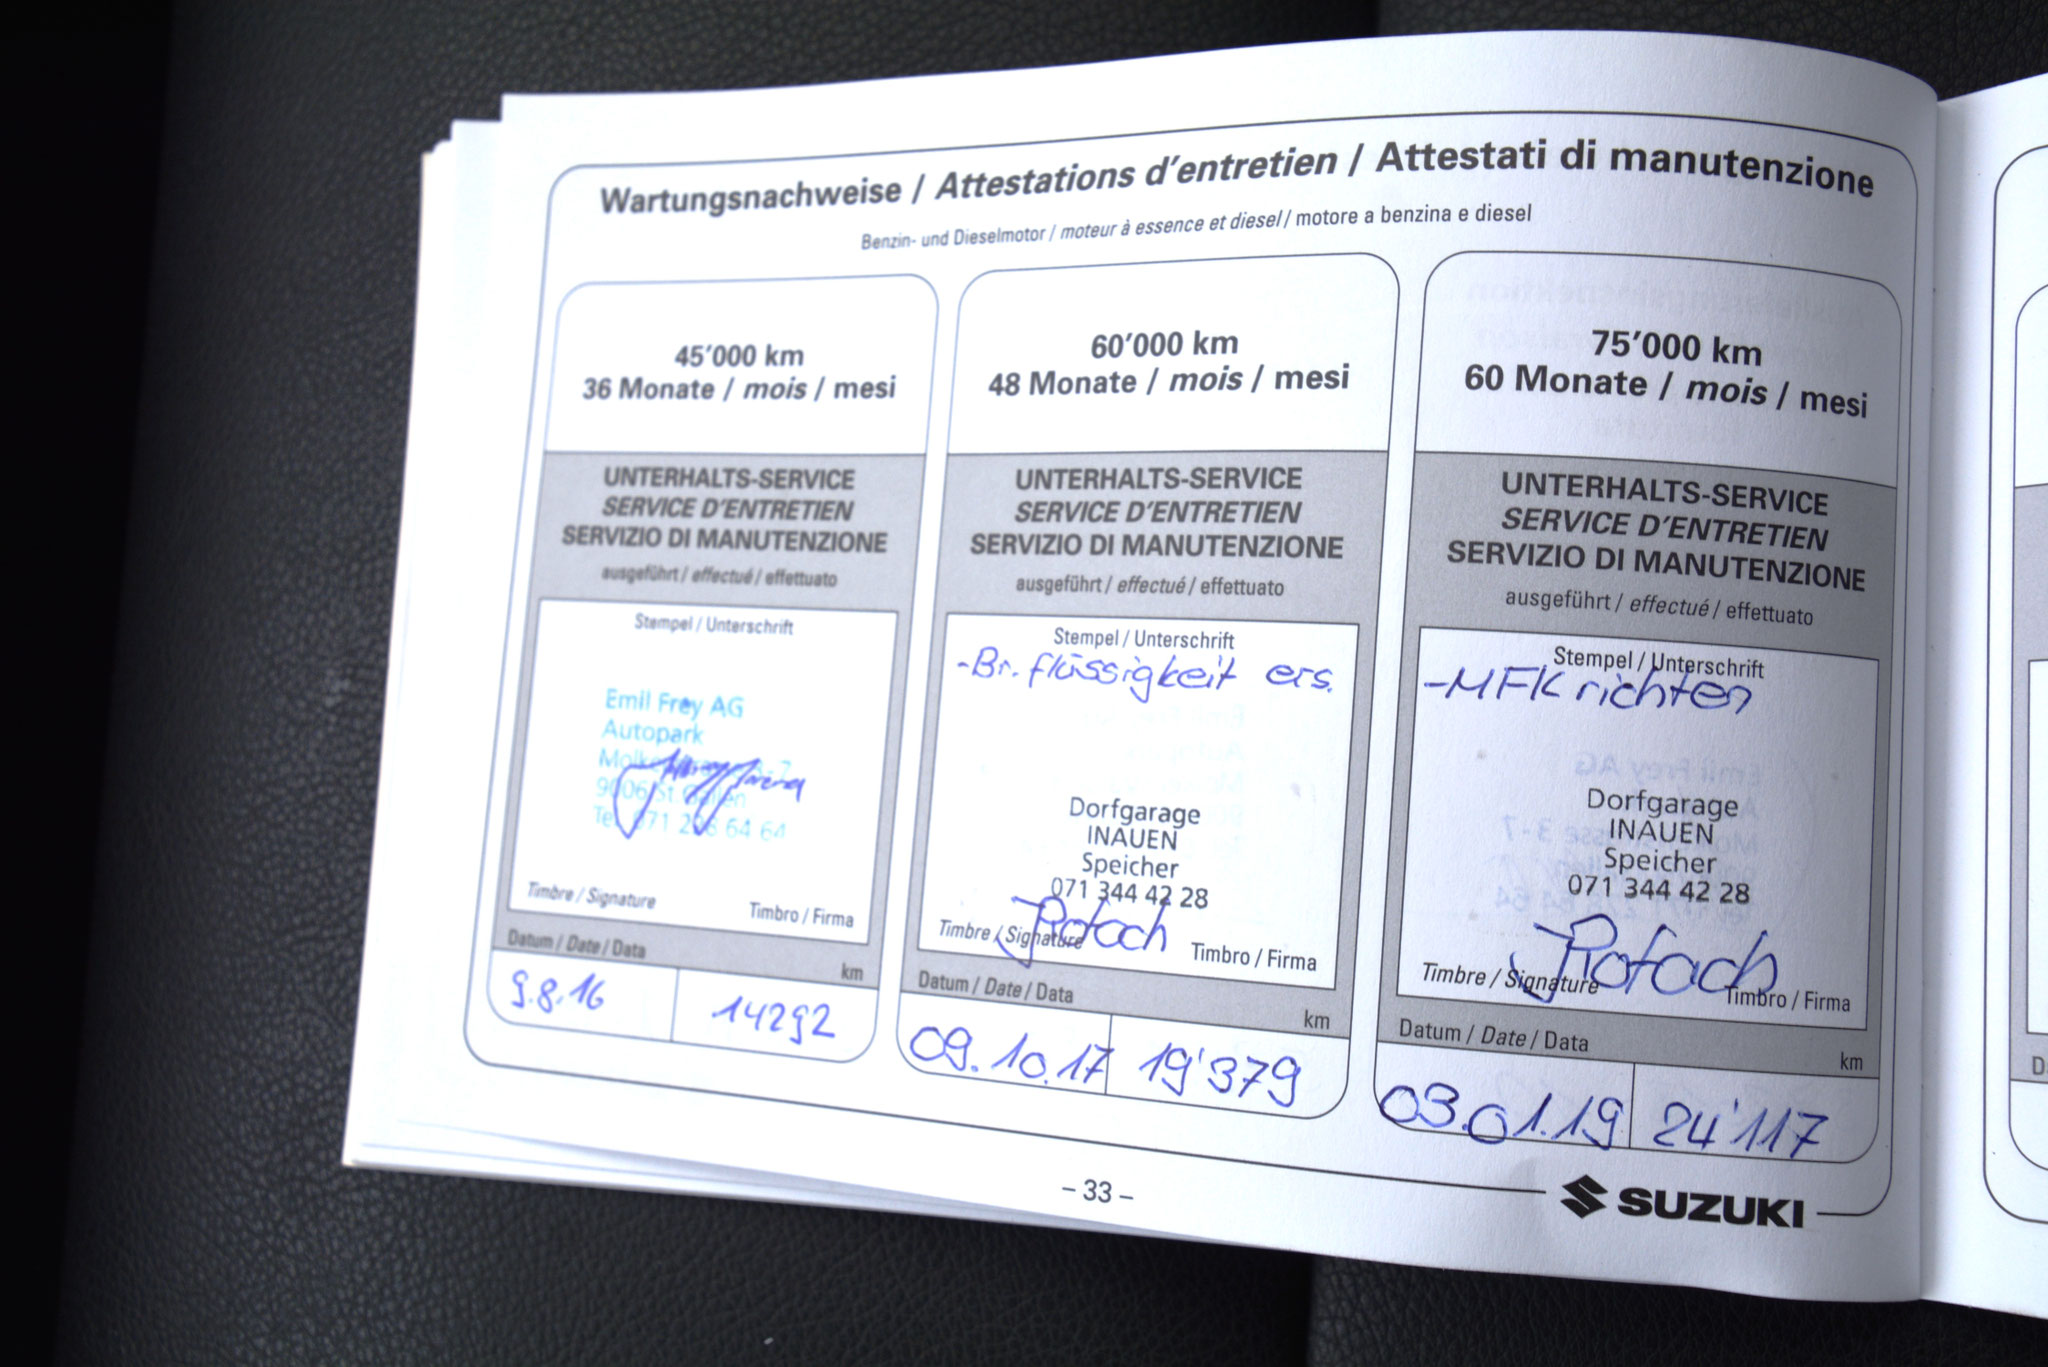 Wartungsnachweise / Attestations d'entretien / Attestati di manutenzione
Benzin- und Dieselmotor / moteur à essence et diesel / motore a benzina e diesel
45'000 km
36 Monate / mois / mesi
UNTERHALTS-SERVICE
SERVICE D'ENTRETIEN
SERVIZIO DI MANUTENZIONE
ausgeführt / effectué / effettuato
Stempel / Unterschrift
Emil Frey AG
Autopark
9006 St. Gallen
Tel. 071 228 64 64
Timbre / Signature
Timbro / Firma
Datum / Date / Data
km
9.8.16
14292
60'000 km
48 Monate / mois / mesi
UNTERHALTS-SERVICE
SERVICE D'ENTRETIEN
SERVIZIO DI MANUTENZIONE
ausgeführt / effectué / effettuato
Stempel / Unterschrift
-Br. flüssigkeit ers.
Dorfgarage
INAUEN
Speicher
071 344 42 28
Timbre / Signature
Timbro / Firma
Datum / Date / Data
km
09.10.17
19'379
75'000 km
60 Monate / mois / mesi
UNTERHALTS-SERVICE
SERVICE D'ENTRETIEN
SERVIZIO DI MANUTENZIONE
ausgeführt / effectué / effettuato
Stempel / Unterschrift
-MFK richten
Dorfgarage
INAUEN
Speicher
071 344 42 28
Timbre / Signature
Timbro / Firma
Datum / Date / Data
km
03.01.19
24'117
– 33 –
SUZUKI